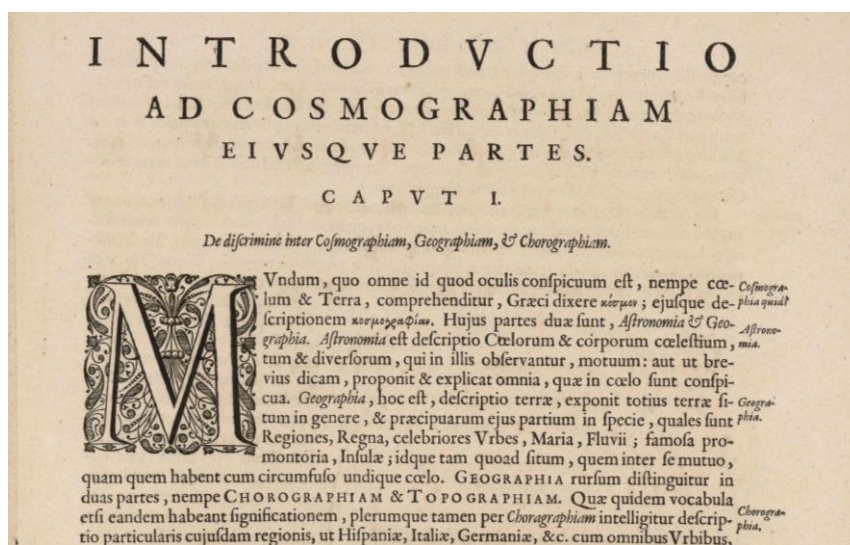 INTRODVCTIO
AD COSMOGRAPHIAM
EIVSQVE PARTES.
CAPVT I.
De diſcrimine inter Coſmographiam, Geographiam, & Chorographiam.
MVndum, quo omne id quod oculis conſpicuum eſt, nempe cœ-
lum & Terra, comprehenditur, Græci dixere κόσμον; ejuſque de-
ſcriptionem κοσμογραφίαν. Hujus partes duæ ſunt, Aſtronomia & Geo-
graphia. Aſtronomia eſt deſcriptio Cœlorum & corporum cœleſtium,
tum & diverſorum, qui in illis obſervantur, motuum: aut ut bre-
vius dicam, proponit & explicat omnia, quæ in cœlo ſunt conſpi-
cua. Geographia, hoc eſt, deſcriptio terræ, exponit totius terræ ſi-
tum in genere, & præcipuarum ejus partium in ſpecie, quales ſunt
Regiones, Regna, celebriores Vrbes, Maria, Fluvii; famoſa pro-
montoria, Inſulæ; idque tam quoad ſitum, quem inter ſe mutuo,
quam quem habent cum circumfuſo undique cœlo. GEOGRAPHIA rurſum diſtinguitur in
duas partes, nempe CHOROGRAPHIAM & TOPOGRAPHIAM. Quæ quidem vocabula
etſi eandem habeant ſignificationem, plerumque tamen per Choragraphiam intelligitur deſcrip-
tio particularis cujuſdam regionis, ut Hiſpaniæ, Italiæ, Germaniæ, &c. cum omnibus Vrbibus,
Coſmogra-
phia quid?
Aſtrono-
mia.
Geogra-
phia.
Chorogra-
phia.